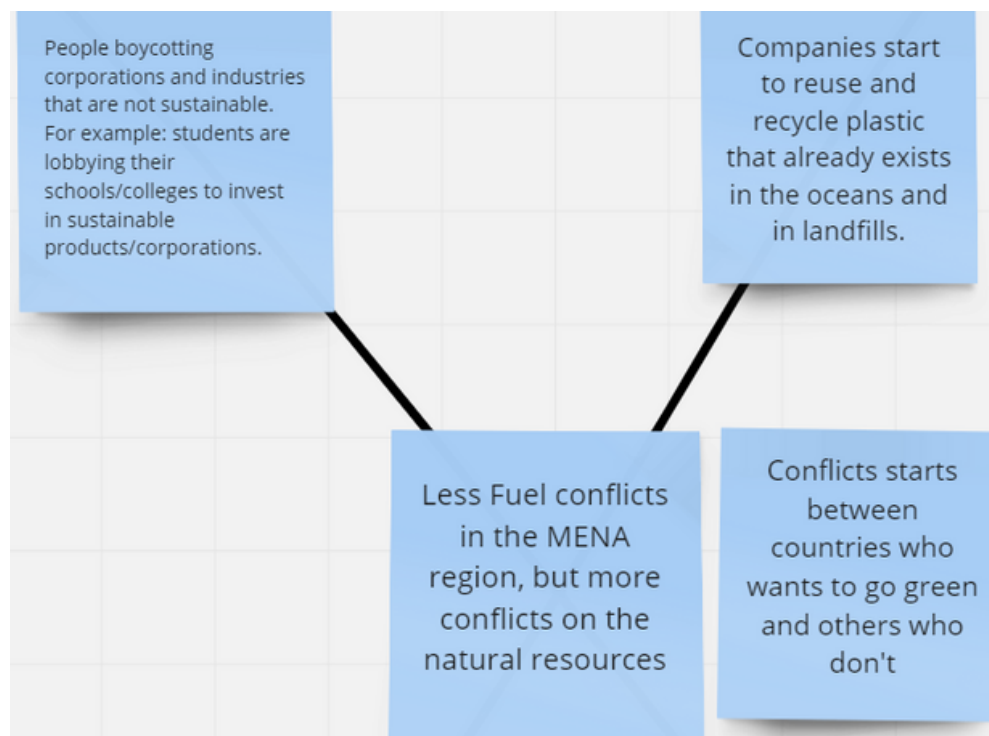 People boycotting
corporations and industries
that are not sustainable.
For example: students are
lobbying their
schools/colleges to invest
in sustainable
products/corporations.
Companies start
to reuse and
recycle plastic
that already exists
in the oceans and
in landfills.
Less Fuel conflicts
in the MENA
region, but more
conflicts on the
natural resources
Conflicts starts
between
countries who
wants to go green
and others who
don't